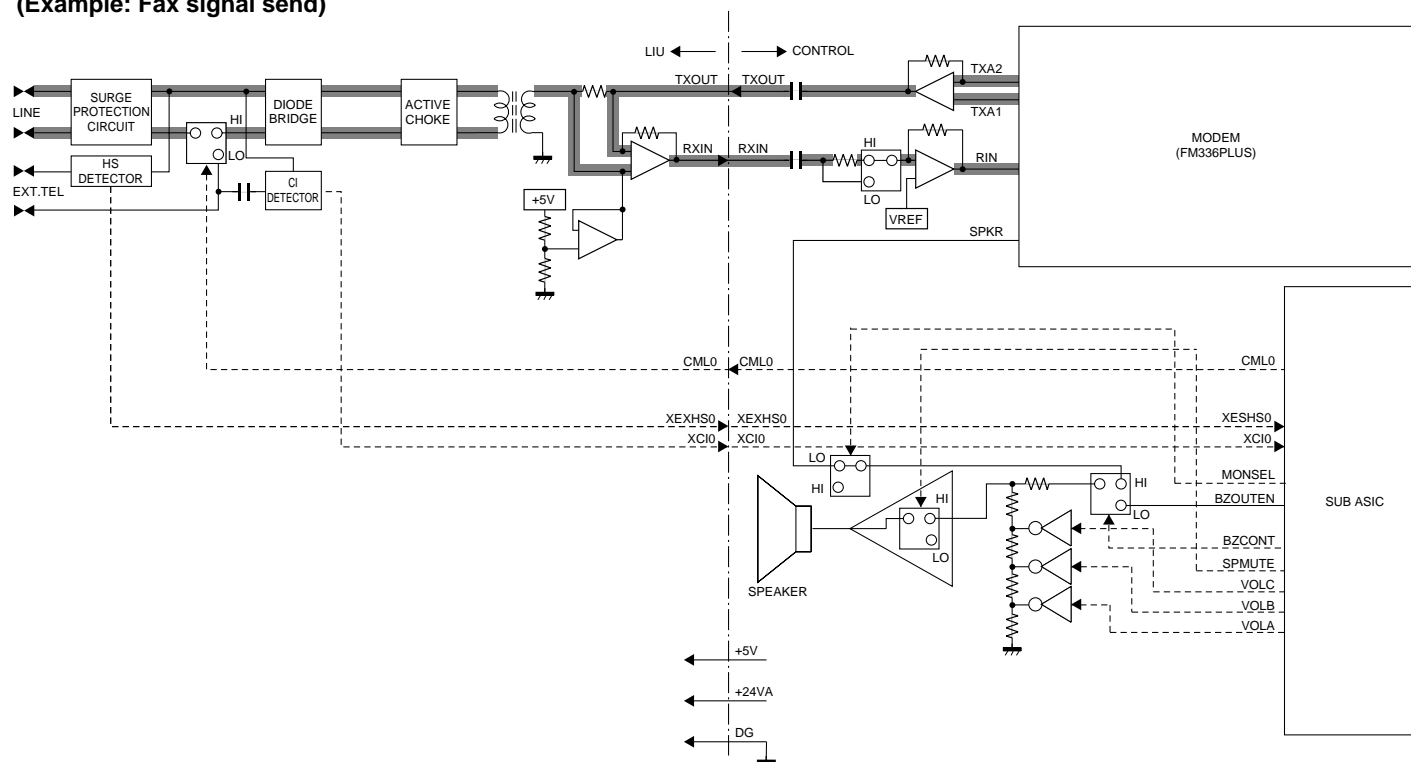 (Example: Fax signal send)
LIU CONTROL
TXOUT TXOUT
TXA2
TXA1
LINE
SURGE
PROTECTION
CIRCUIT
HI
LO
DIODE
BRIDGE
ACTIVE
CHOKE
MODEM
(FM336PLUS)
HS
DETECTOR
CI
DETECTOR
EXT.TEL
RXIN RXIN
HI
LO
RIN
+5V
VREF
SPKR
CML0 CML0 CML0
XEXHS0 XEXHS0 XESHS0
XCI0 XCI0 XCI0
LO
HI
MONSEL
HI
LO
HI
LO
BZOUTEN
SUB ASIC
BZCONT
SPMUTE
VOLC
VOLB
VOLA
SPEAKER
+5V
+24VA
DG